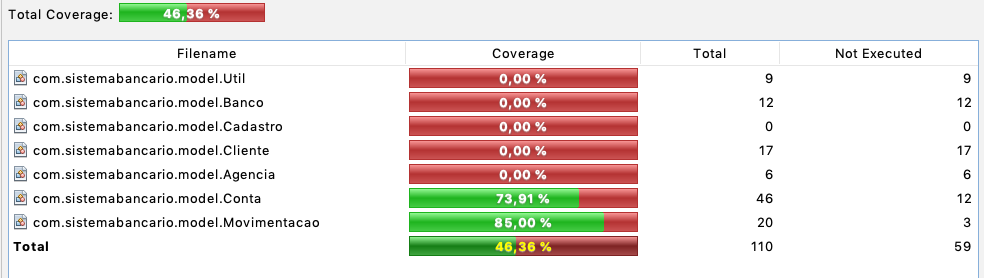 Total Coverage: 46,36 %
Filename Coverage Total Not Executed
com.sistemabancario.model.Util 0,00 % 9 9
com.sistemabancario.model.Banco 0,00 % 12 12
com.sistemabancario.model.Cadastro 0,00 % 0 0
com.sistemabancario.model.Cliente 0,00 % 17 17
com.sistemabancario.model.Agencia 0,00 % 6 6
com.sistemabancario.model.Conta 73,91 % 46 12
com.sistemabancario.model.Movimentacao 85,00 % 20 3
Total 46,36 % 110 59